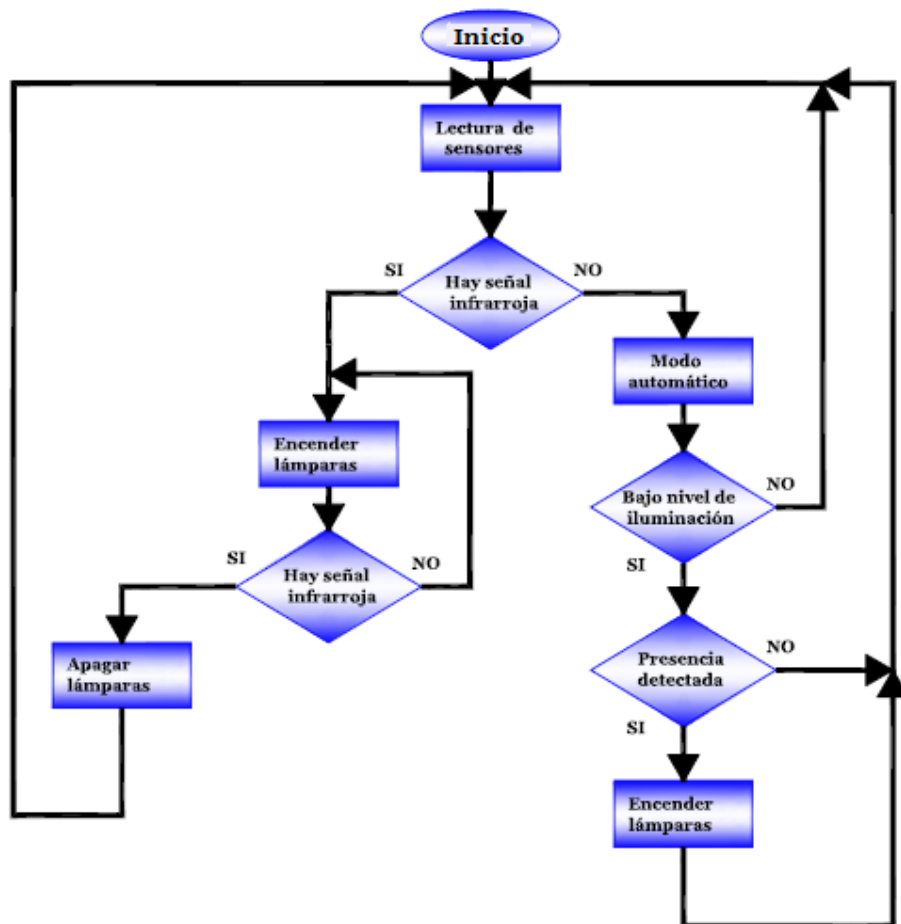 Inicio
Lectura de
sensores
SI
NO
Hay señal
infrarroja
Modo
automático
Encender
lámparas
Bajo nivel de
iluminación
NO
SI
SI
NO
Hay señal
infrarroja
Apagar
lámparas
Presencia
detectada
NO
SI
Encender
lámparas